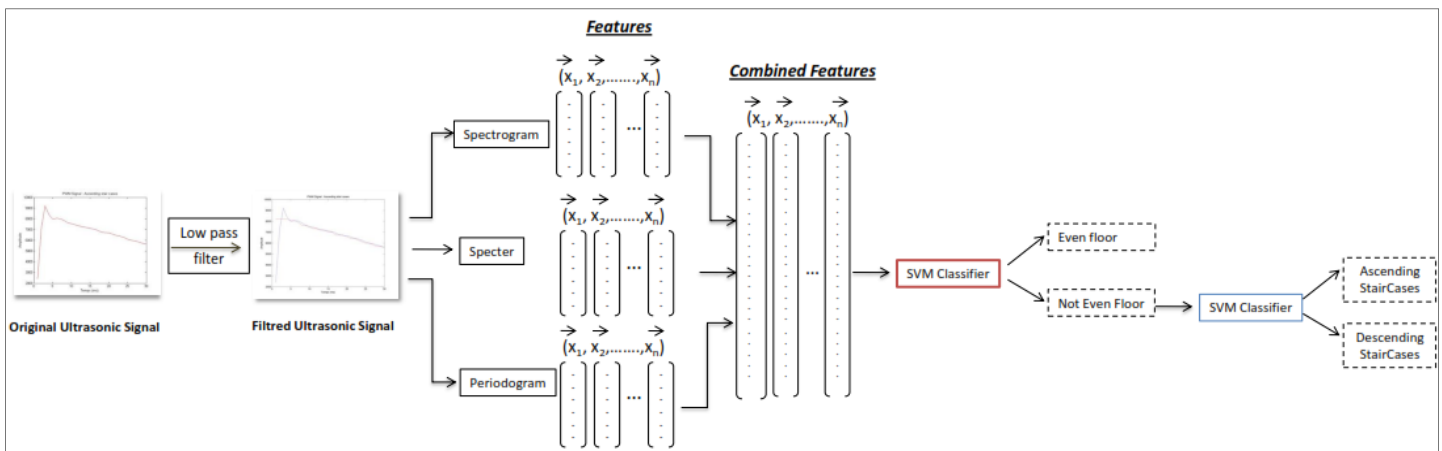 Features
(x1, x2,.......,xn)
Combined Features
(x1, x2,.......,xn)
Spectrogram
...
Low pass
filter
Original Ultrasonic Signal
Filtred Ultrasonic Signal
Specter
(x1, x2,.......,xn)
...
Periodogram
(x1, x2,.......,xn)
...
...
SVM Classifier
Even floor
Not Even Floor
SVM Classifier
Ascending
StairCases
Descending
StairCases